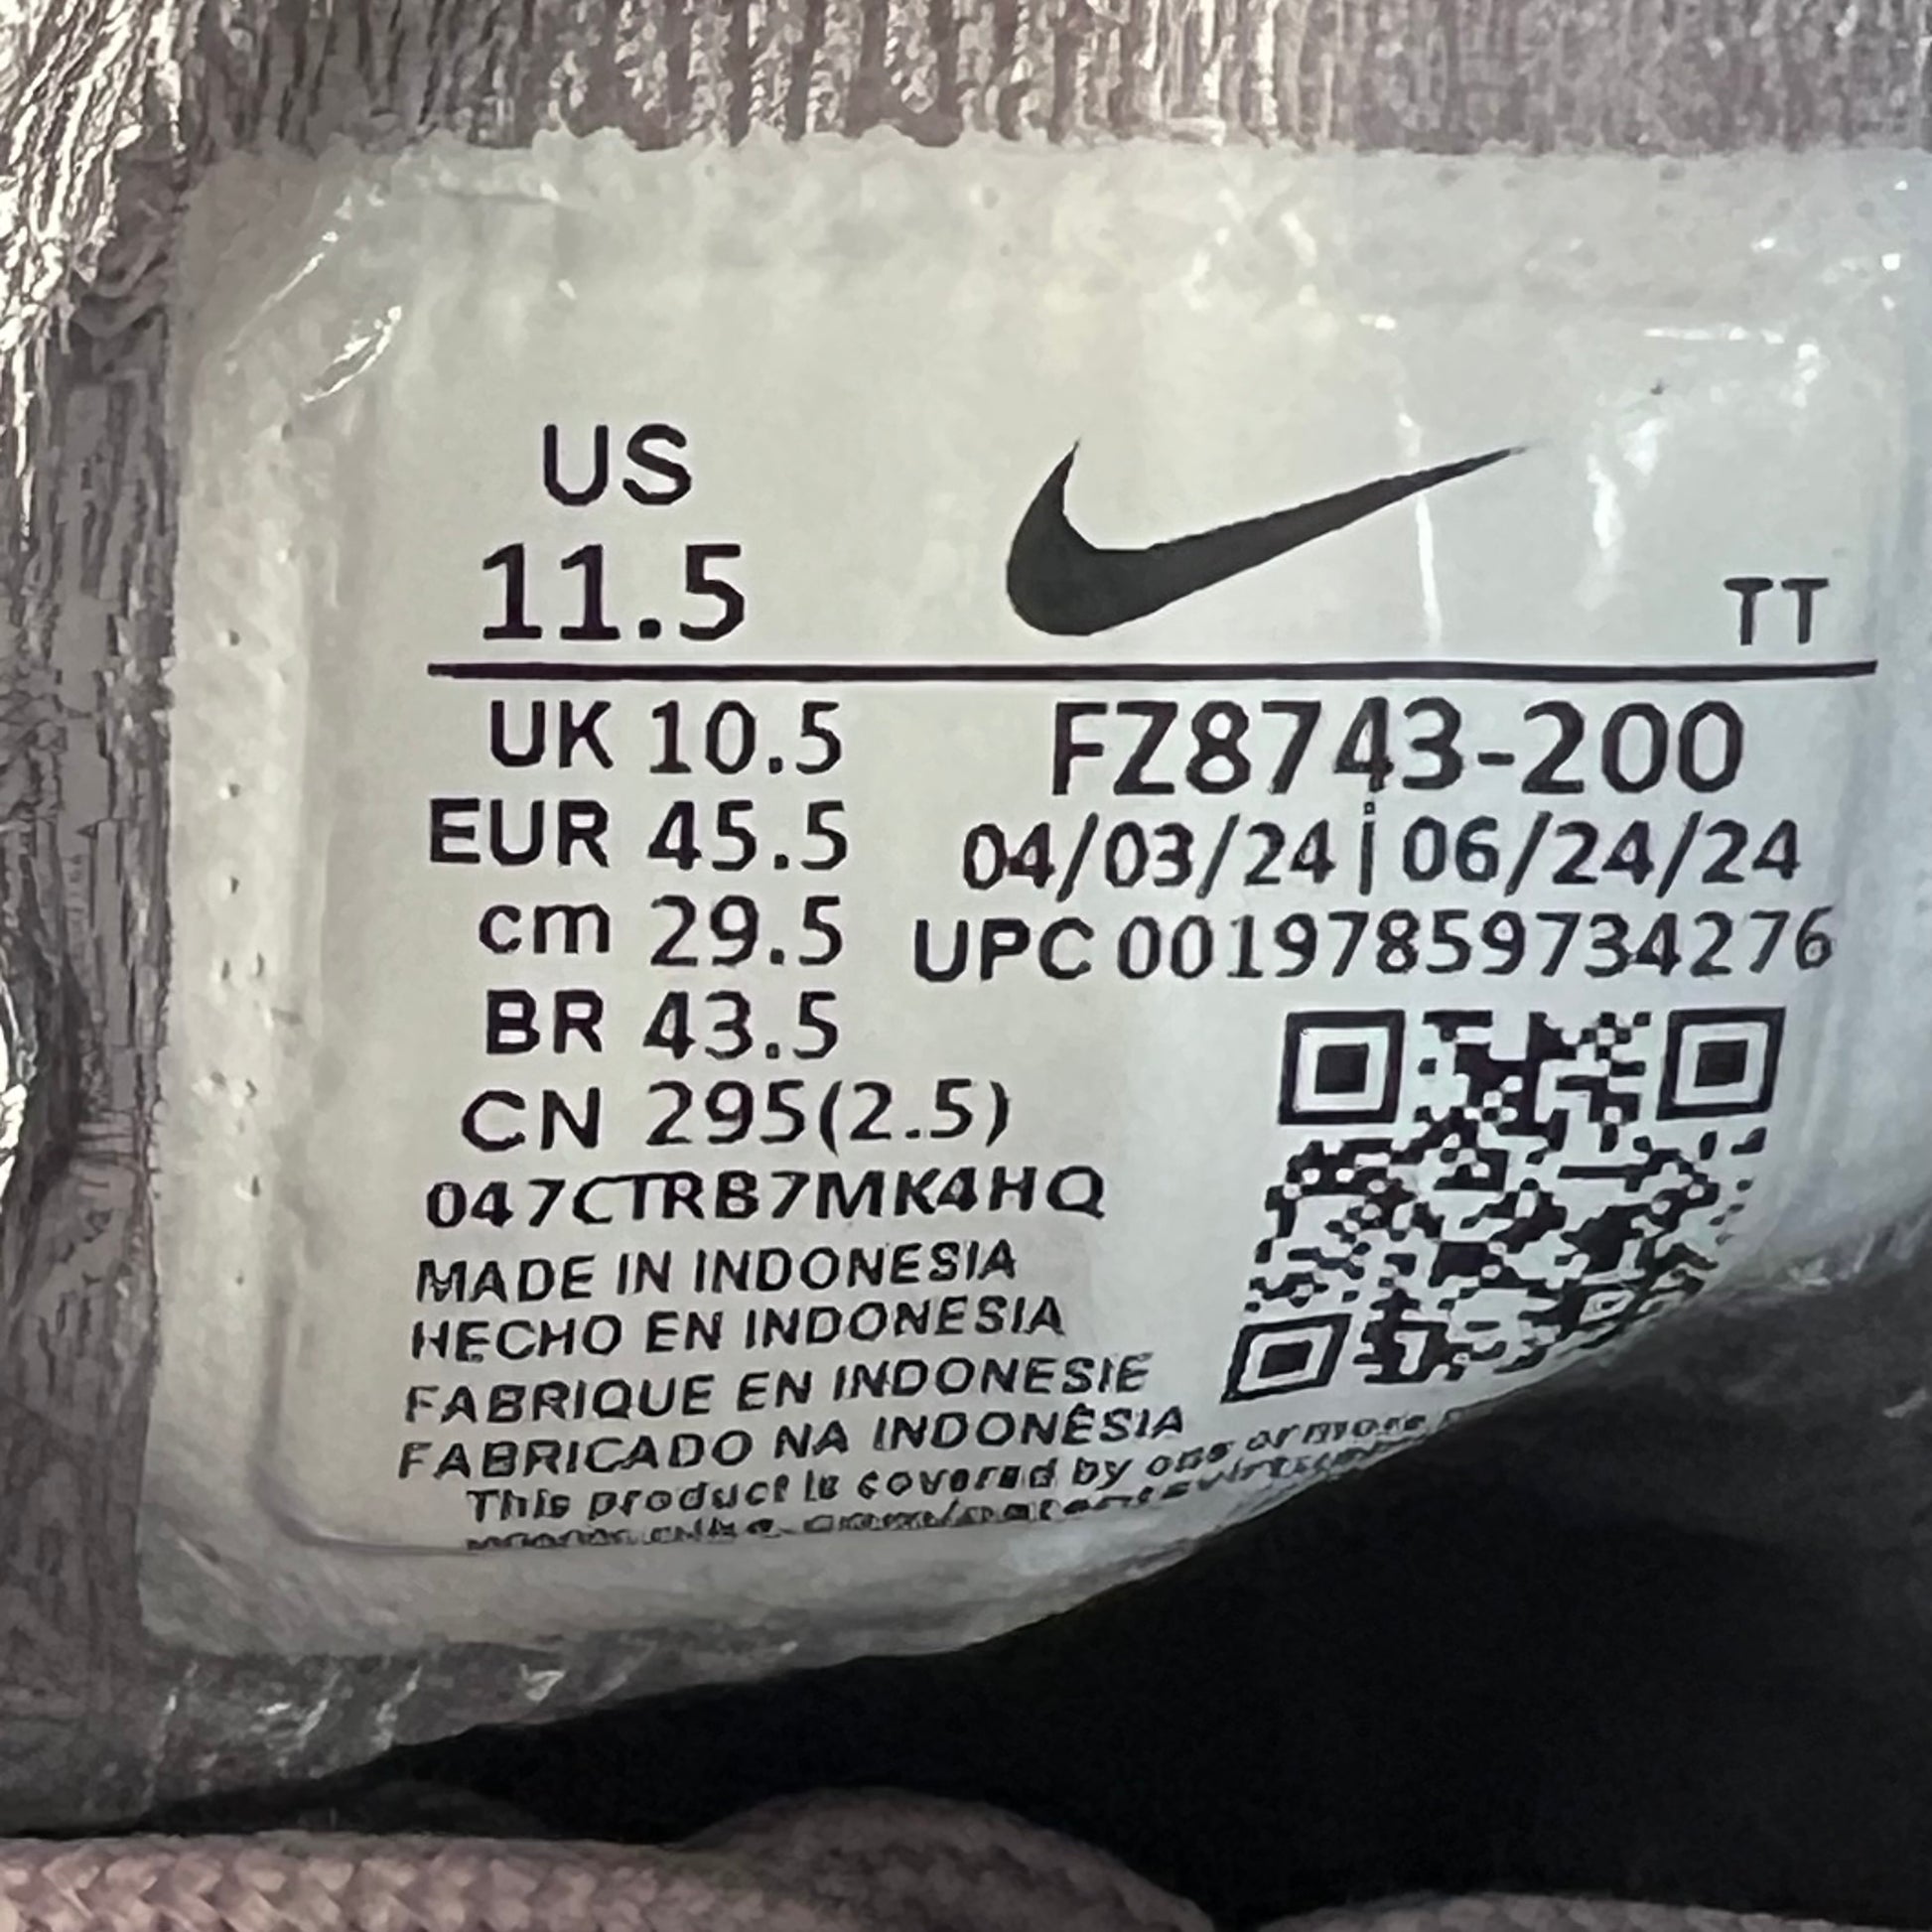 US
11.5
TT
UK 10.5
EUR 45.5
cm 29.5
BR 43.5
CN 295(2.5)
FZ8743-200
04/03/24 | 06/24/24
UPC 00197859734276
047CTRB7MK4HQ
MADE IN INDONESIA
HECHO EN INDONESIA
FABRIQUE EN INDONESIE
FABRICADO NA INDONÉSIA
This product is covered by one or more